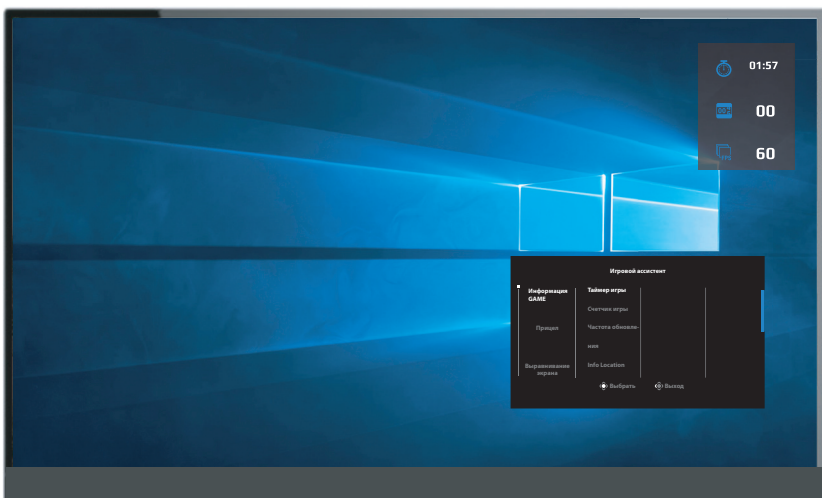 01:57
00
60
Игровой ассистент
Информация
GAME
Таймер игры
Счетчик игры
Прицел
Частота обновле-
ния
Выравнивание
экрана
Info Location
Выбрать
Выход